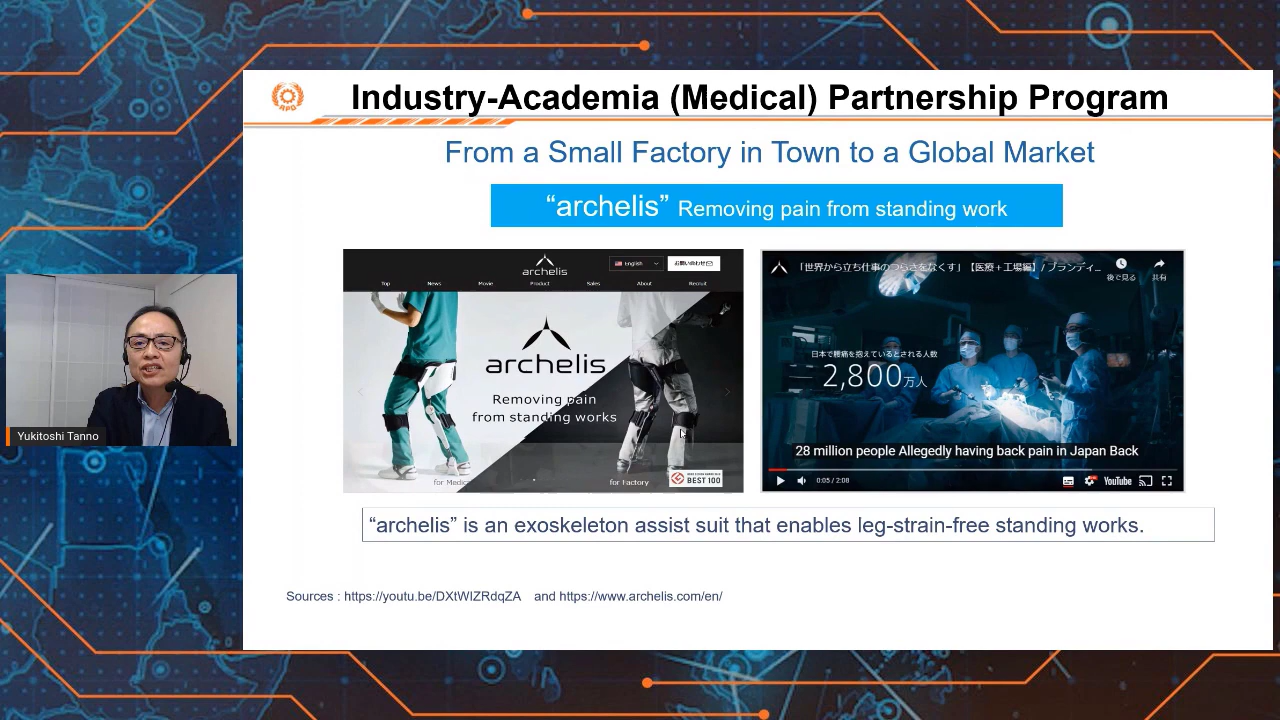 APO
Industry-Academia (Medical) Partnership Program
From a Small Factory in Town to a Global Market
“archelis” Removing pain from standing work
archelis
English
お問い合わせ
Top News Movie Product Sales About Recruit
archelis
Removing pain
from standing works
for Medical
for Factory
BEST 100
「世界から立ち仕事のつらさをなくす」【医療+工場編】/ ブランディ...
後で見る
共有
日本で腰痛を抱えているとされる人数
2,800万人
28 million people Allegedly having back pain in Japan Back
0:05 / 2:08
YouTube
Yukitoshi Tanno
“archelis” is an exoskeleton assist suit that enables leg-strain-free standing works.
Sources : https://youtu.be/DXtWIZRdqZA and https://www.archelis.com/en/